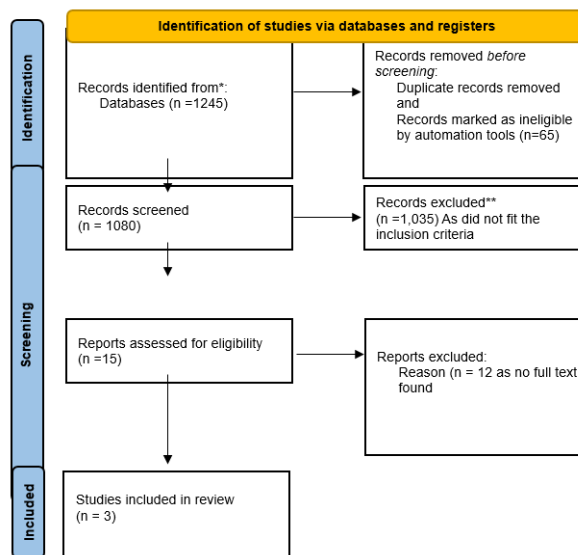 Identification of studies via databases and registers
Identification
Records identified from*:
Databases (n =1245)
Records removed before
screening:
Duplicate records removed
and
Records marked as ineligible
by automation tools (n=65)
Screening
Records screened
(n = 1080)
Records excluded**
(n =1,035) As did not fit the
inclusion criteria
Reports assessed for eligibility
(n =15)
Reports excluded:
Reason (n = 12 as no full text
found
Included
Studies included in review
(n = 3)